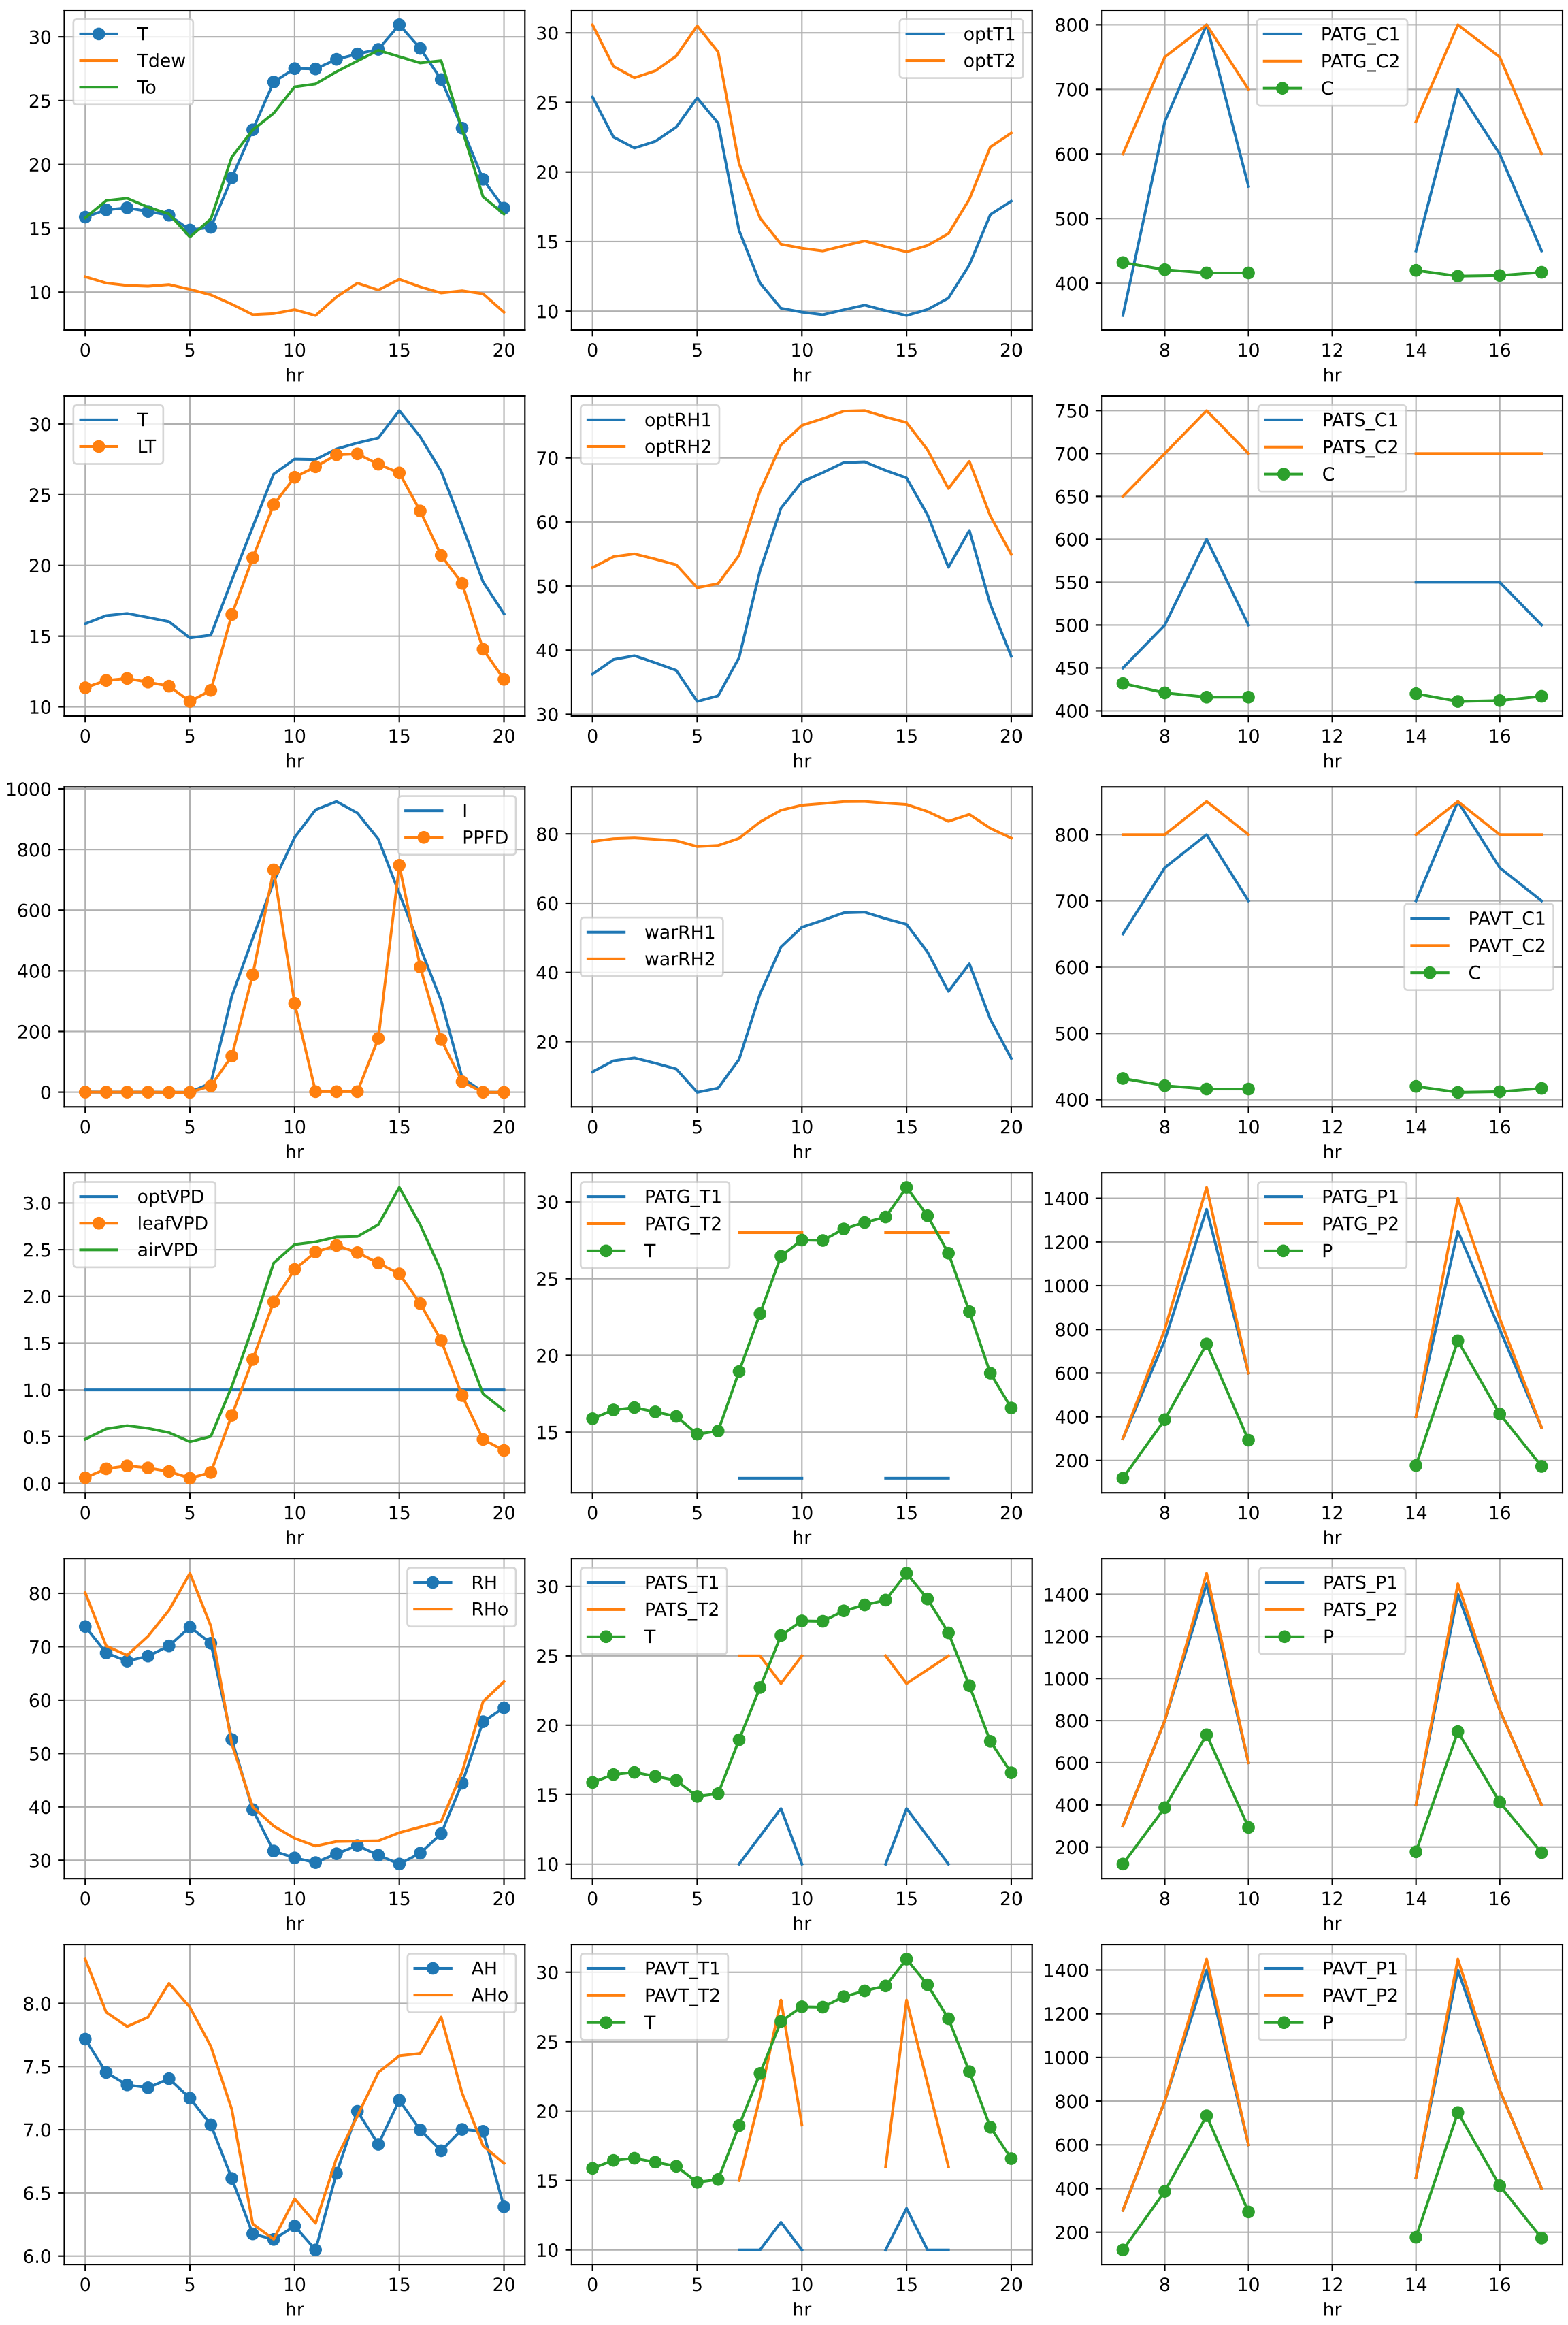 T
Tdew
To
10
15
20
25
30
0 5 10 15 20
hr
optT1
optT2
10
15
20
25
30
0 5 10 15 20
hr
PATG_C1
PATG_C2
C
400
500
600
700
800
8 10 12 14 16
hr
T
LT
10
15
20
25
30
0 5 10 15 20
hr
optRH1
optRH2
30
40
50
60
70
0 5 10 15 20
hr
PATS_C1
PATS_C2
C
400
450
500
550
600
650
700
750
8 10 12 14 16
hr
I
PPFD
0
200
400
600
800
1000
0 5 10 15 20
hr
warRH1
warRH2
20
40
60
80
0 5 10 15 20
hr
PAVT_C1
PAVT_C2
C
400
500
600
700
800
8 10 12 14 16
hr
optVPD
leafVPD
airVPD
0.0
0.5
1.0
1.5
2.0
2.5
3.0
0 5 10 15 20
hr
PATG_T1
PATG_T2
T
15
20
25
30
0 5 10 15 20
hr
PATG_P1
PATG_P2
P
200
400
600
800
1000
1200
1400
8 10 12 14 16
hr
RH
RHo
30
40
50
60
70
80
0 5 10 15 20
hr
PATS_T1
PATS_T2
T
10
15
20
25
30
0 5 10 15 20
hr
PATS_P1
PATS_P2
P
200
400
600
800
1000
1200
1400
8 10 12 14 16
hr
AH
AHo
6.0
6.5
7.0
7.5
8.0
0 5 10 15 20
hr
PAVT_T1
PAVT_T2
T
10
15
20
25
30
0 5 10 15 20
hr
PAVT_P1
PAVT_P2
P
200
400
600
800
1000
1200
1400
8 10 12 14 16
hr